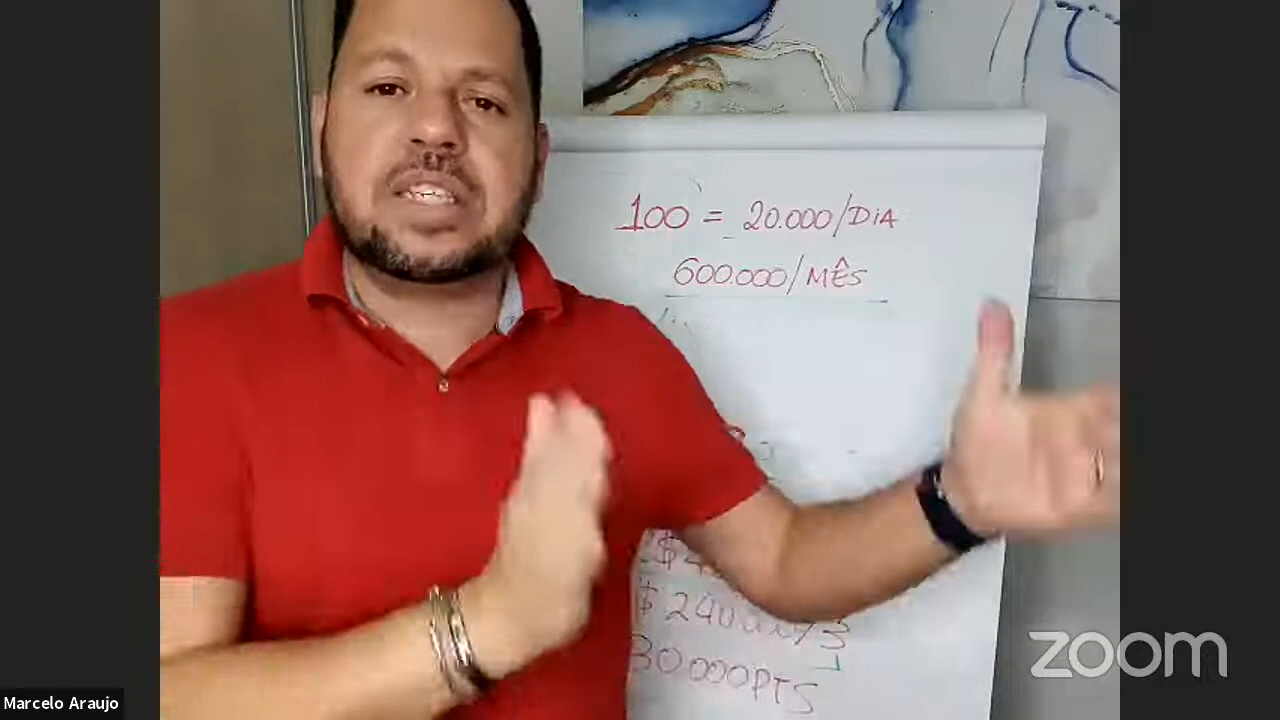 100 = 20.000/DIA
600.000/MÊS
30.000PTS
zoom
Marcelo Araujo